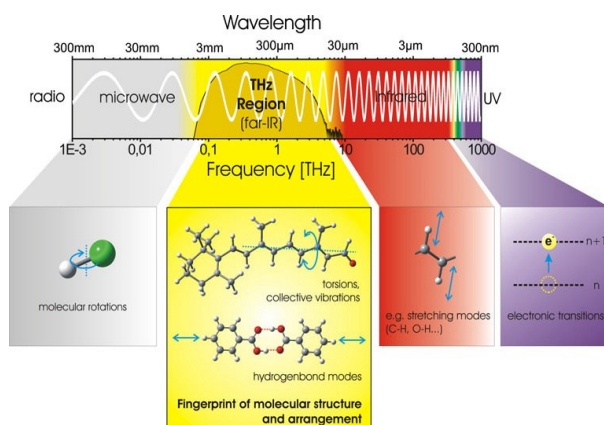 Wavelength
300mm 30mm 3mm 300µm 30µm 3µm 300nm
radio microwave THz Region (far-IR) Infrared UV
1E-3 0,01 0,1 1 10 100 1000
Frequency [THz]
molecular rotations
torsions,
collective vibrations
hydrogenbond modes
Fingerprint of molecular structure
and arrangement
e.g. stretching modes
(C-H, O-H...)
e⁻ n+1
n
electronic transitions